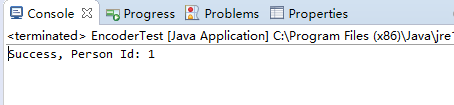 Console Progress Problems Properties
<terminated> EncoderTest [Java Application] C:\Program Files (x86)\Java\jre
Success, Person Id: 1